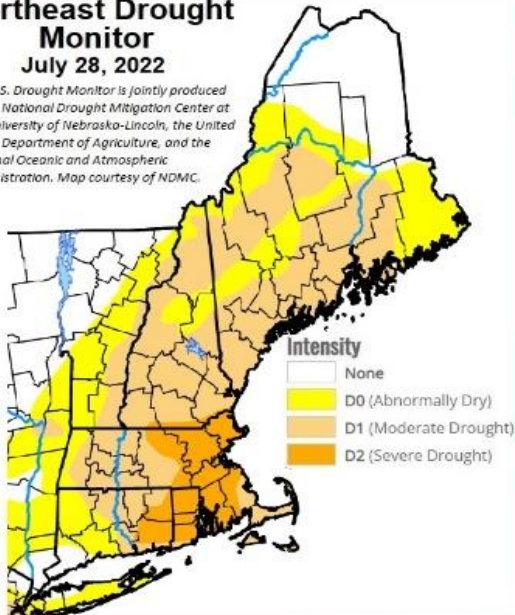 rtheast Drought
Monitor
July 28, 2022
S. Drought Monitor is jointly produced
National Drought Mitigation Center at
iversity of Nebraska-Lincoln, the United
Department of Agriculture, and the
nal Oceanic and Atmospheric
istration. Map courtesy of NDMC.
Intensity
None
D0 (Abnormally Dry)
D1 (Moderate Drought)
D2 (Severe Drought)